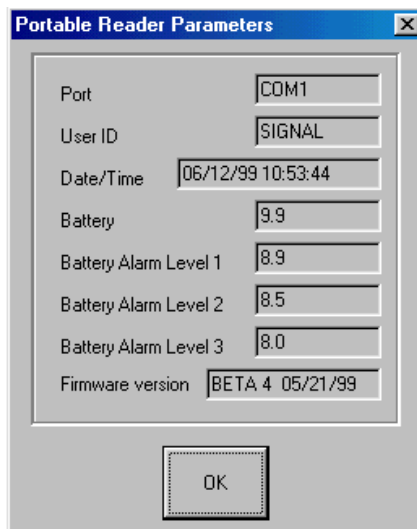 Portable Reader Parameters
Port COM1
User ID SIGNAL
Date/Time 06/12/99 10:53:44
Battery 9.9
Battery Alarm Level 1 8.9
Battery Alarm Level 2 8.5
Battery Alarm Level 3 8.0
Firmware version BETA 4 05/21/99
OK